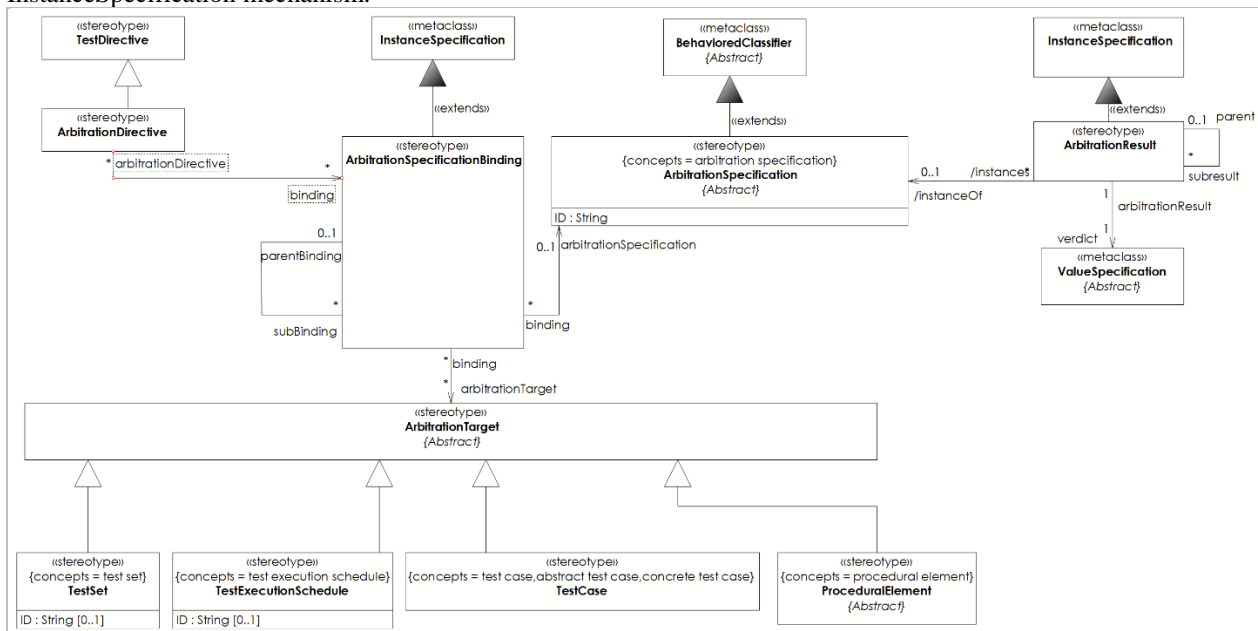 InstanceSpecification mechanism.
«stereotype»
TestDirective
«metaclass»
InstanceSpecification
«metaclass»
BehavioredClassifier
{Abstract}
«metaclass»
InstanceSpecification
«stereotype»
ArbitrationDirective
«extends»
«extends»
«extends»
0..1 parent
* arbitrationDirective
*
binding
«stereotype»
ArbitrationSpecificationBinding
«stereotype»
{concepts = arbitration specification}
ArbitrationSpecification
{Abstract}
ID : String
0..1
/instanceOf
/instances
*
«stereotype»
ArbitrationResult
*
subresult
1
arbitrationResult
1
verdict
«metaclass»
ValueSpecification
{Abstract}
0..1
parentBinding
*
subBinding
0..1 arbitrationSpecification
*
binding
* binding
* arbitrationTarget
«stereotype»
ArbitrationTarget
{Abstract}
«stereotype»
{concepts = test set}
TestSet
ID : String [0..1]
«stereotype»
{concepts = test execution schedule}
TestExecutionSchedule
ID : String [0..1]
«stereotype»
{concepts = test case,abstract test case,concrete test case}
TestCase
«stereotype»
{concepts = procedural element}
ProceduralElement
{Abstract}